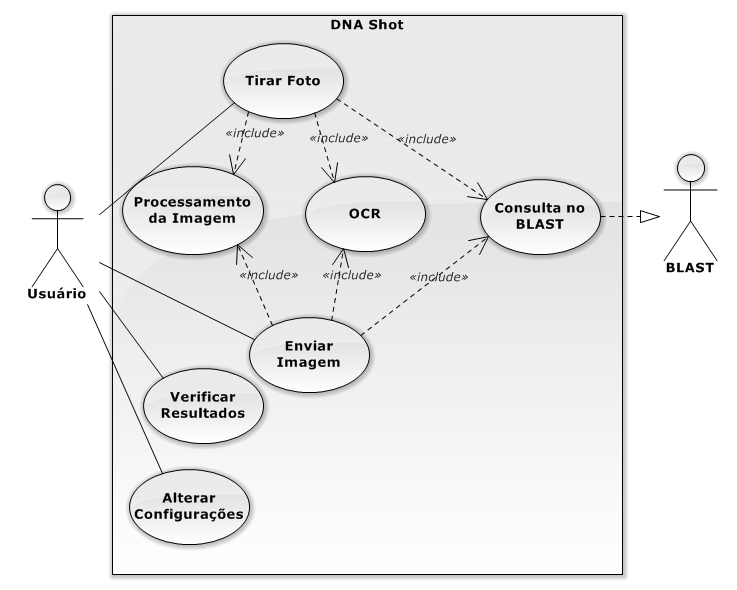 DNA Shot
Tirar Foto
«include»
«include»
«include»
Processamento
da Imagem
OCR
Consulta no
BLAST
Usuário
BLAST
«include»
«include»
«include»
Enviar
Imagem
Verificar
Resultados
Alterar
Configurações